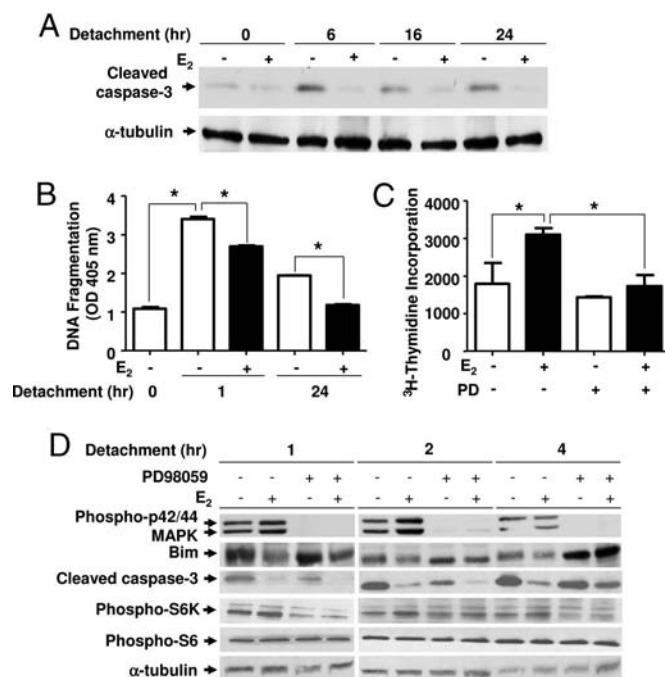 A
Detachment (hr) 0 6 16 24
E2 - + - + - + - +
Cleaved
caspase-3
α-tubulin
B
DNA Fragmentation
(OD 405 nm)
4
3
2
1
0
* * *
E2 - - + - +
Detachment (hr) 0 1 24
C
³H-Thymidine Incorporation
4000
3000
2000
1000
0
* *
E2 - + - +
PD - - + +
D
Detachment (hr) 1 2 4
PD98059 - - + + - - + + - - + +
E2 - + - + - + - + - + - +
Phospho-p42/44
MAPK
Bim
Cleaved caspase-3
Phospho-S6K
Phospho-S6
α-tubulin